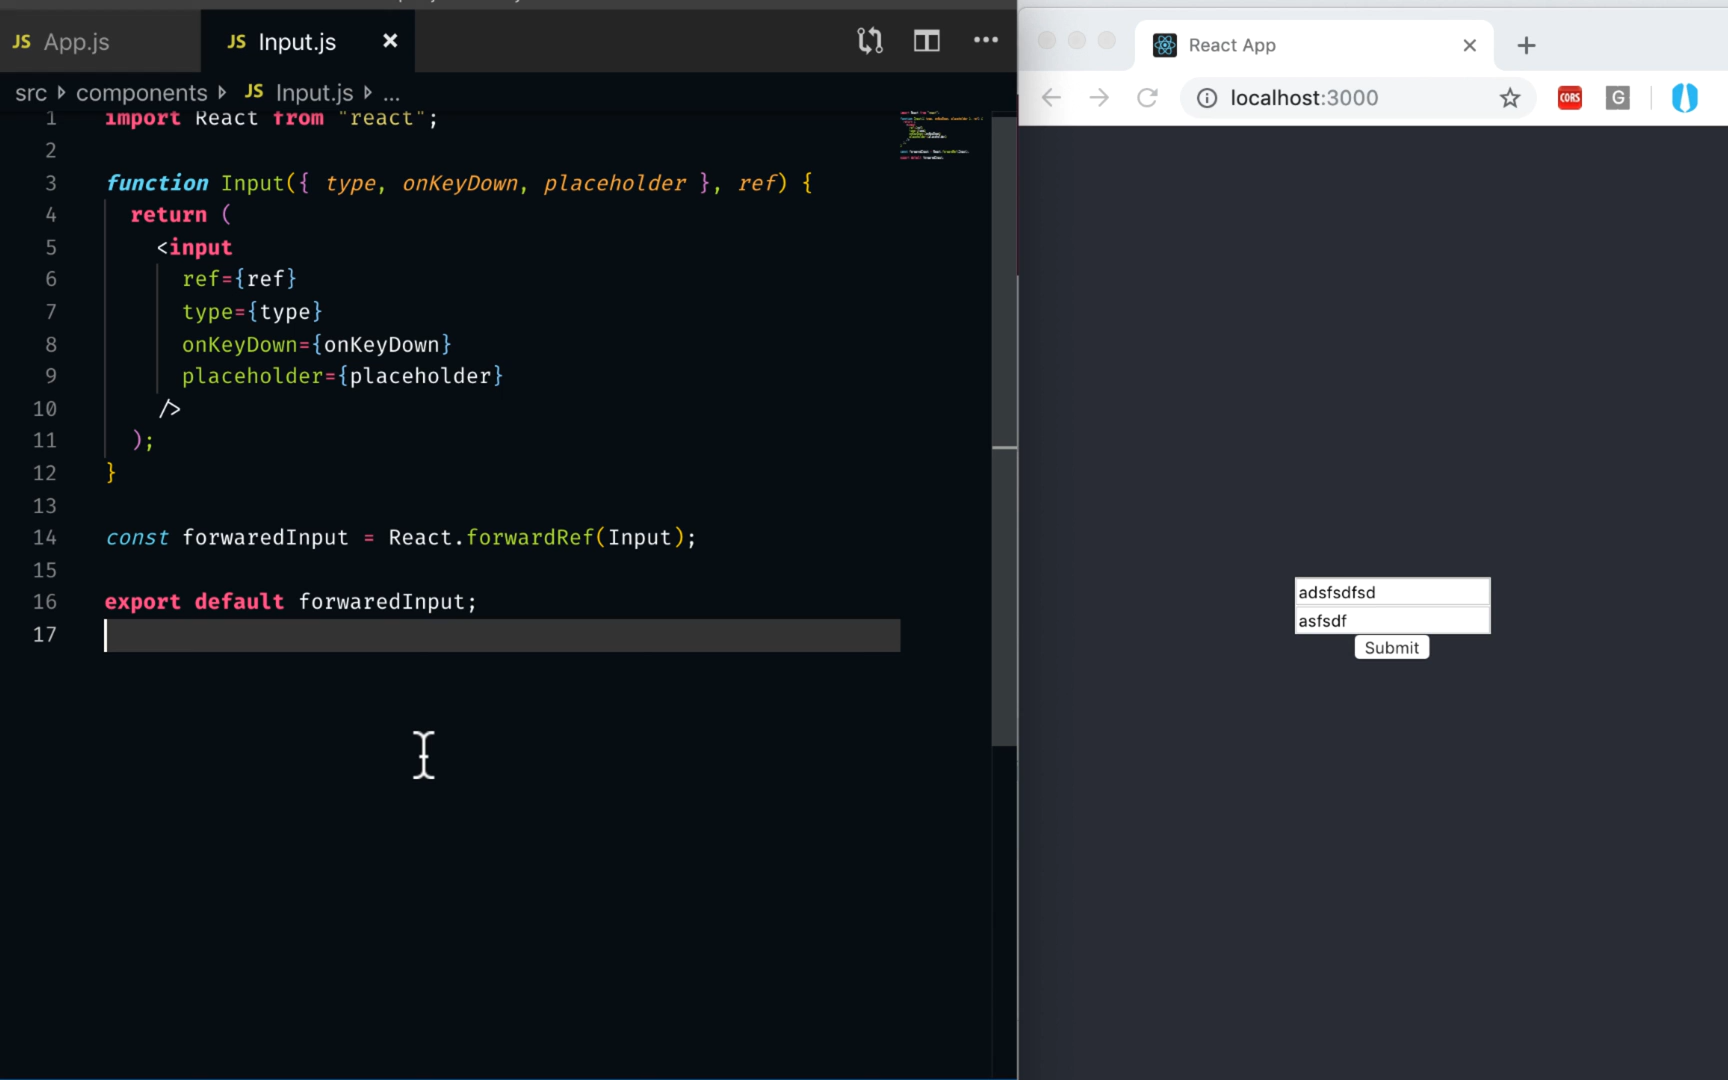 JS App.js
JS Input.js
src components JS Input.js ...
1 import React from "react";
2
3 function Input({ type, onKeyDown, placeholder }, ref) {
4 return (
5 <input
6 ref={ref}
7 type={type}
8 onKeyDown={onKeyDown}
9 placeholder={placeholder}
10 />
11 );
12 }
13
14 const forwaredInput = React.forwardRef(Input);
15
16 export default forwaredInput;
17
React App
localhost:3000
CORS
G
adsfsdfsd
asfsdf
Submit